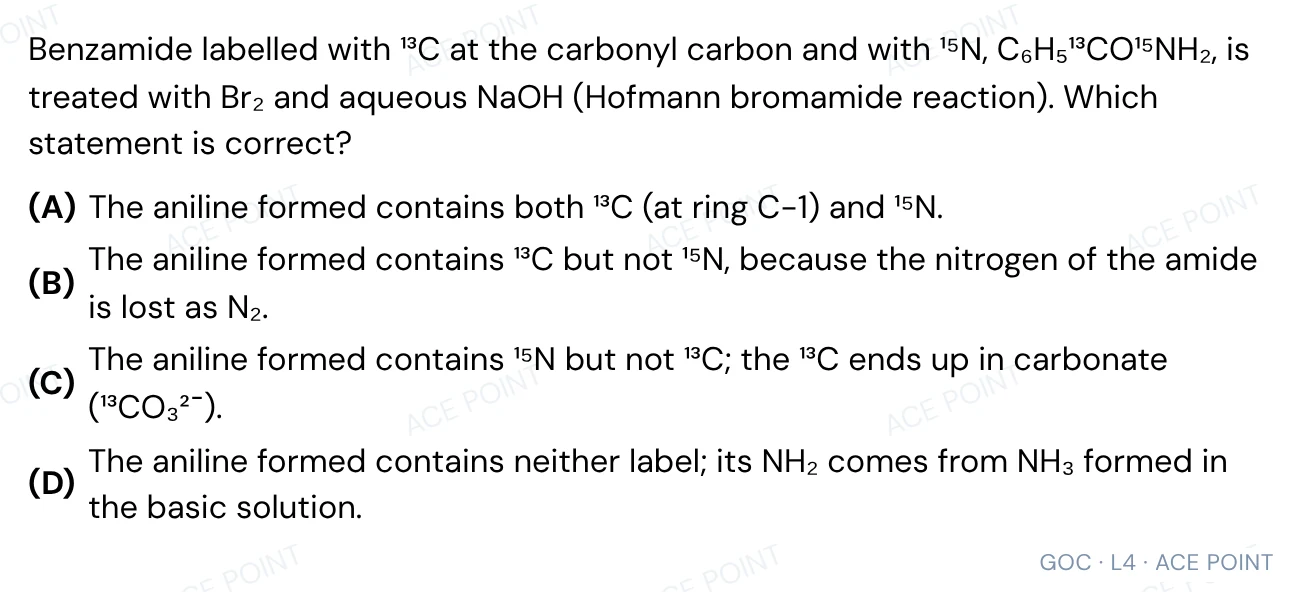 Benzamide labelled with ¹³C at the carbonyl carbon and with ¹⁵N, C₆H₅¹³CO¹⁵NH₂, is
treated with Br₂ and aqueous NaOH (Hofmann bromamide reaction). Which
statement is correct?
(A) The aniline formed contains both ¹³C (at ring C–1) and ¹⁵N.
(B) The aniline formed contains ¹³C but not ¹⁵N, because the nitrogen of the amide
is lost as N₂.
(C) The aniline formed contains ¹⁵N but not ¹³C; the ¹³C ends up in carbonate
(¹³CO₃²⁻).
(D) The aniline formed contains neither label; its NH₂ comes from NH₃ formed in
the basic solution.
GOC · L4 · ACE POINT